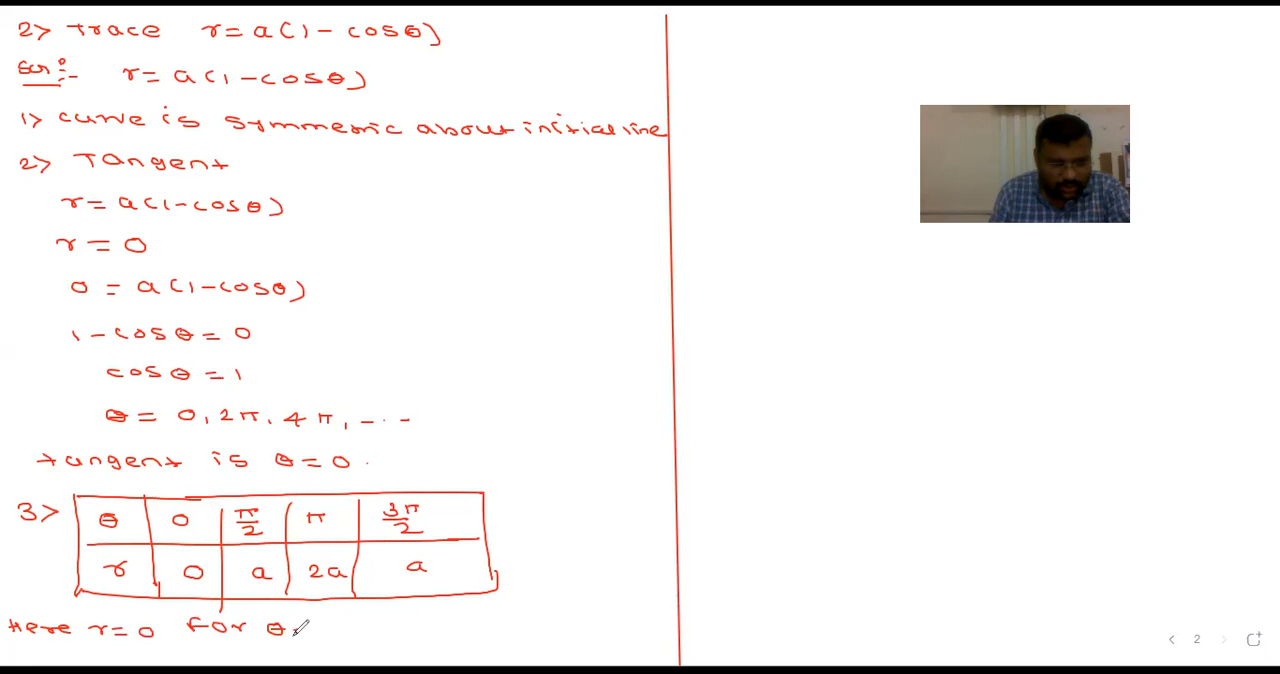 2> Trace r = a(1 - cosθ)
Soln :- r = a(1 - cosθ)
1> curve is symmetric about initial line
2> Tangent
r = a(1 - cosθ)
r = 0
0 = a(1 - cosθ)
1 - cosθ = 0
cosθ = 1
θ = 0, 2π, 4π, - - -
tangent is θ = 0.
3> θ 0 π/2 π 3π/2
r 0 a 2a a
Here r = 0 for θ
< 2 >